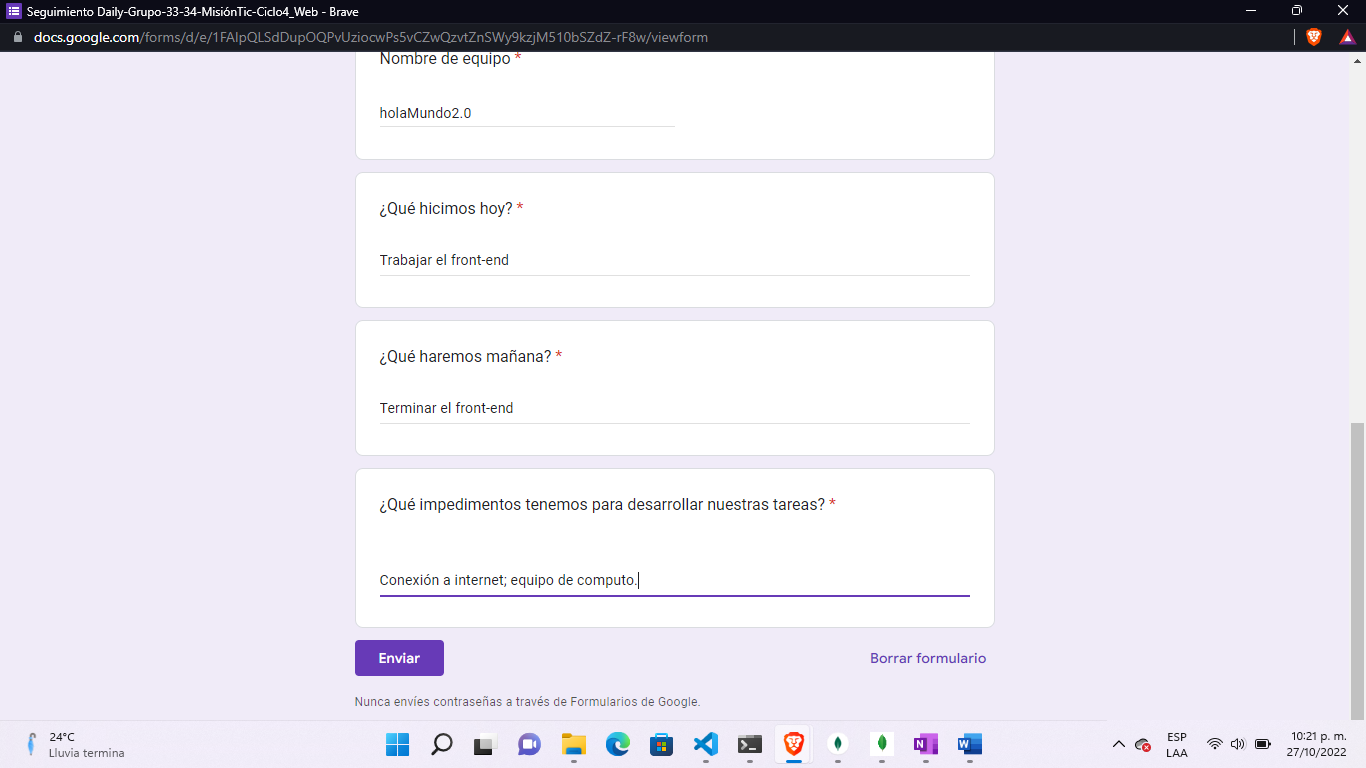 Seguimiento Daily-Grupo-33-34-MisiónTic-Ciclo4_Web - Brave
docs.google.com/forms/d/e/1FAIpQLSdDupOQPvUziocwPs5vCZwQzvtZnSWy9kzjM510bSZdZ-rF8w/viewform
Nombre de equipo *
holaMundo2.0
¿Qué hicimos hoy? *
Trabajar el front-end
¿Qué haremos mañana? *
Terminar el front-end
¿Qué impedimentos tenemos para desarrollar nuestras tareas? *
Conexión a internet; equipo de computo.
Enviar
Borrar formulario
Nunca envíes contraseñas a través de Formularios de Google.
24°C
Lluvia termina
ESP
LAA
10:21 p. m.
27/10/2022